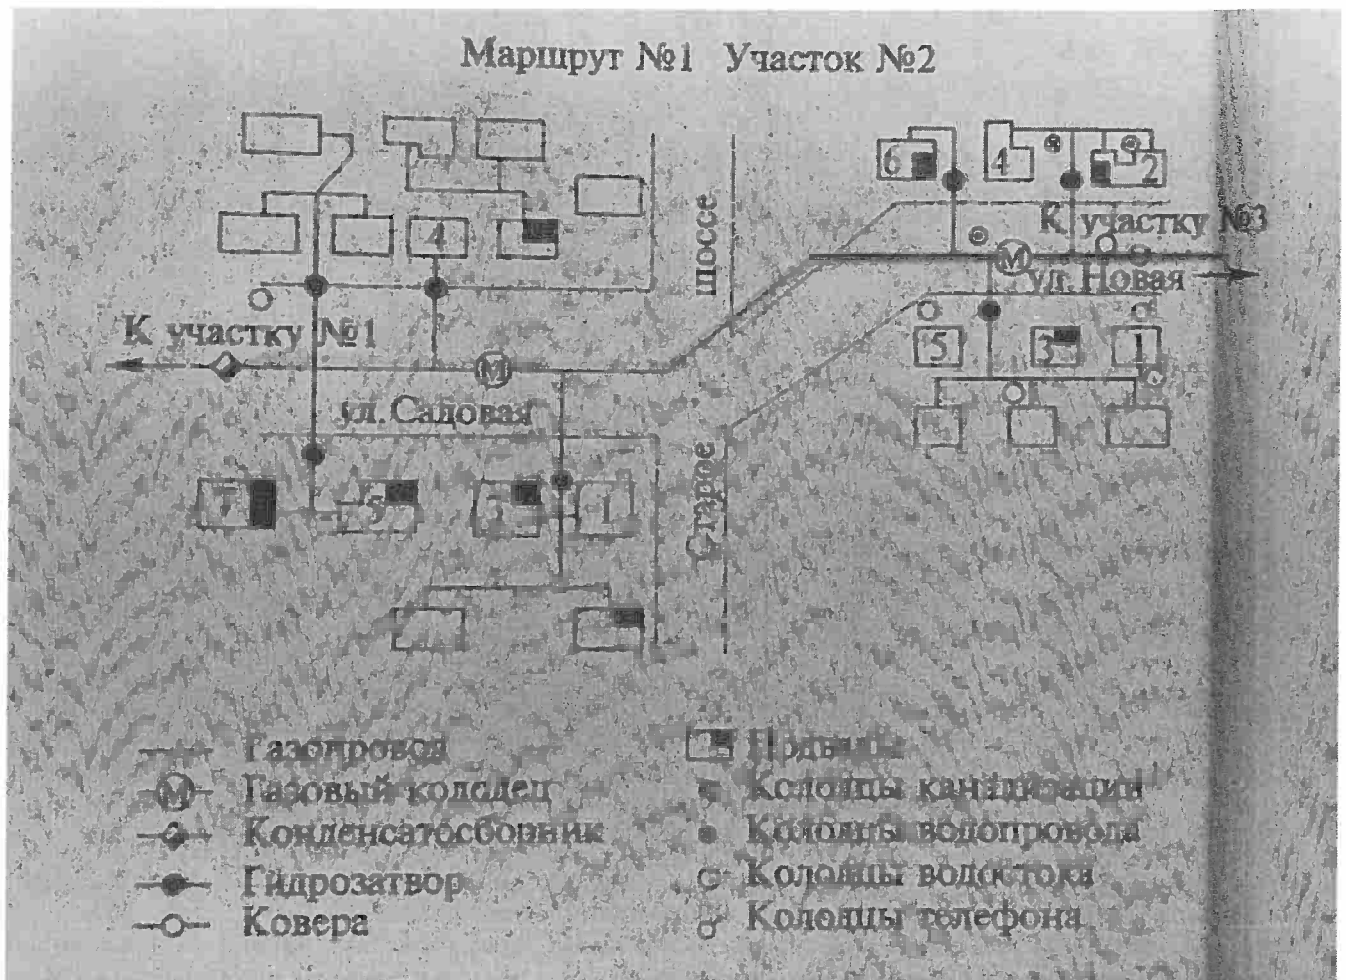 Маршрут №1 Участок №2
6
4
2
4
шоссе
К участку №3
М
ул. Новая
5
3
1
К участку №1
М
ул. Садовая
7
5
3
1
Старое
Газопровод
М Газовый колодец
Конденсатосборник
Гидрозатвор
Ковера
Подвалы
Колодцы канализации
Колодцы водопровода
Колодцы водостока
Колодцы телефона